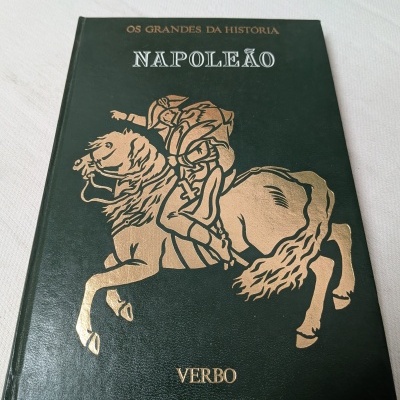 OS GRANDES DA HISTÓRIA
NAPOLEÃO
VERBO